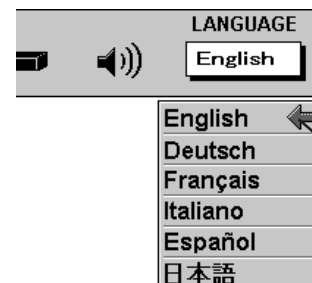 LANGUAGE
English
English
Deutsch
Français
Italiano
Español
日本語